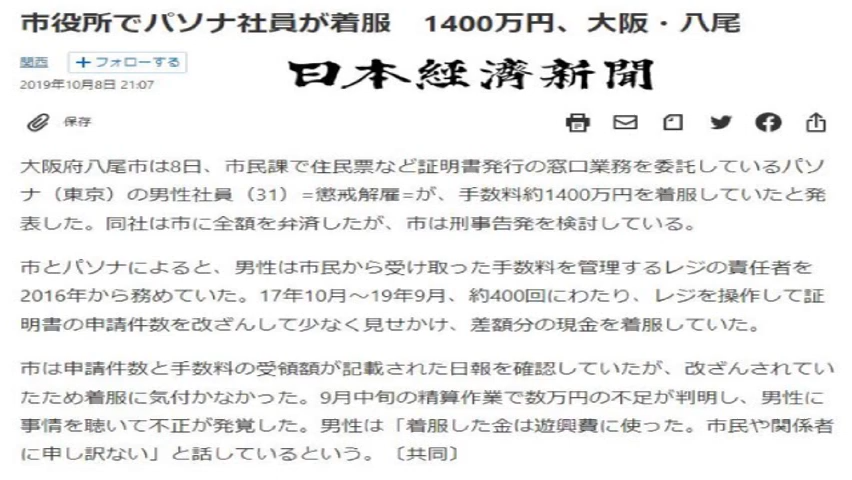 市役所でパソナ社員が着服　1400万円、大阪・八尾
関西 +フォローする
2019年10月8日 21:07
日本經濟新聞
保存
大阪府八尾市は8日、市民課で住民票など証明書発行の窓口業務を委託しているパソ
ナ（東京）の男性社員（31）=懲戒解雇=が、手数料約1400万円を着服していたと発
表した。同社は市に全額を弁済したが、市は刑事告発を検討している。
市とパソナによると、男性は市民から受け取った手数料を管理するレジの責任者を
2016年から務めていた。17年10月～19年9月、約400回にわたり、レジを操作して証
明書の申請件数を改ざんして少なく見せかけ、差額分の現金を着服していた。
市は申請件数と手数料の受領額が記載された日報を確認していたが、改ざんされてい
たため着服に気付かなかった。9月中旬の精算作業で数万円の不足が判明し、男性に
事情を聴いて不正が発覚した。男性は「着服した金は遊興費に使った。市民や関係者
に申し訳ない」と話しているという。〔共同〕